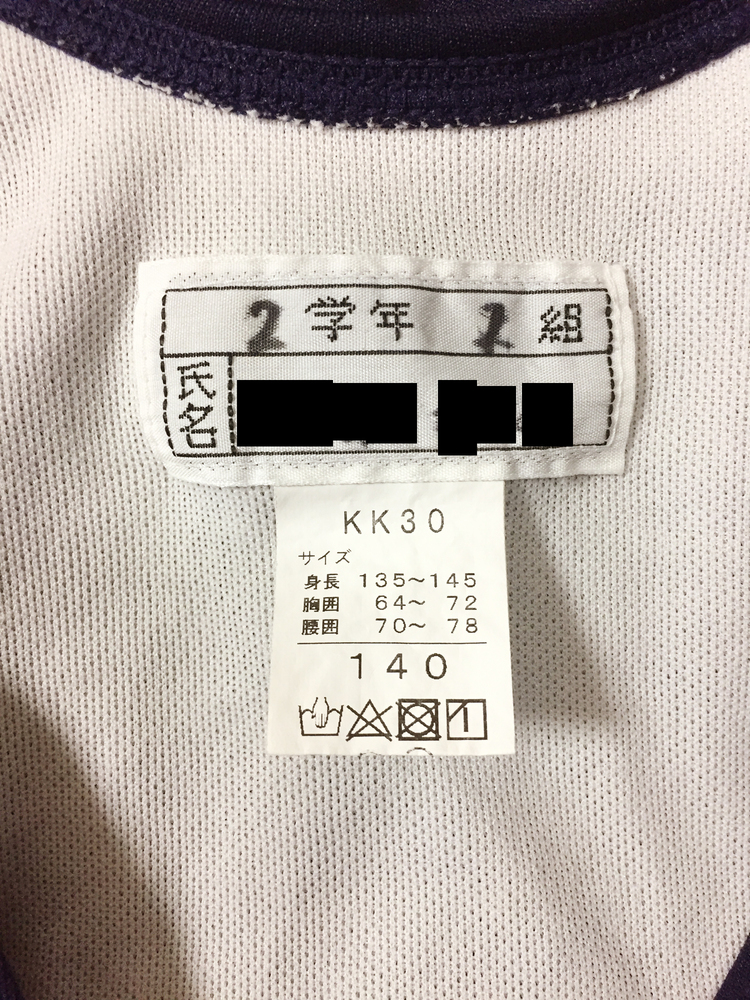 2学年 1組
氏名
KK30
サイズ
身長 135～145
胸囲 64～ 72
腰囲 70～ 78
140